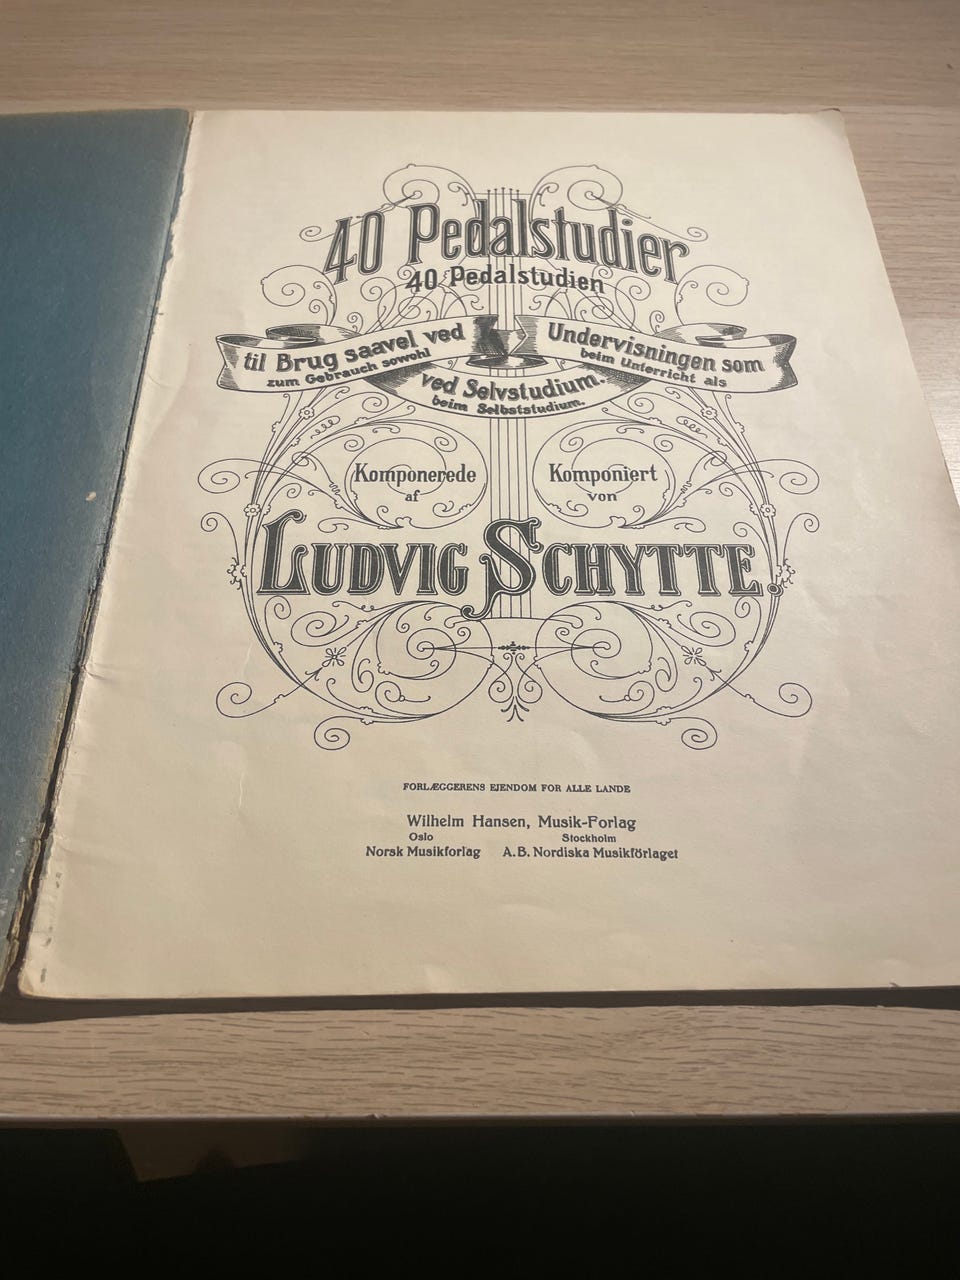 40 Pedalstudier
40 Pedalstudien
til Brug saavel ved Undervisningen som
zum Gebrauch sowohl beim Unterricht als
ved Selvstudium.
beim Selbststudium.
Komponerede Komponiert
af von
LUDVIG SCHYTTE.
FORLÆGGERENS EJENDOM FOR ALLE LANDE
Wilhelm Hansen, Musik-Forlag
Oslo Stockholm
Norsk Musikforlag A.B. Nordiska Musikförlaget